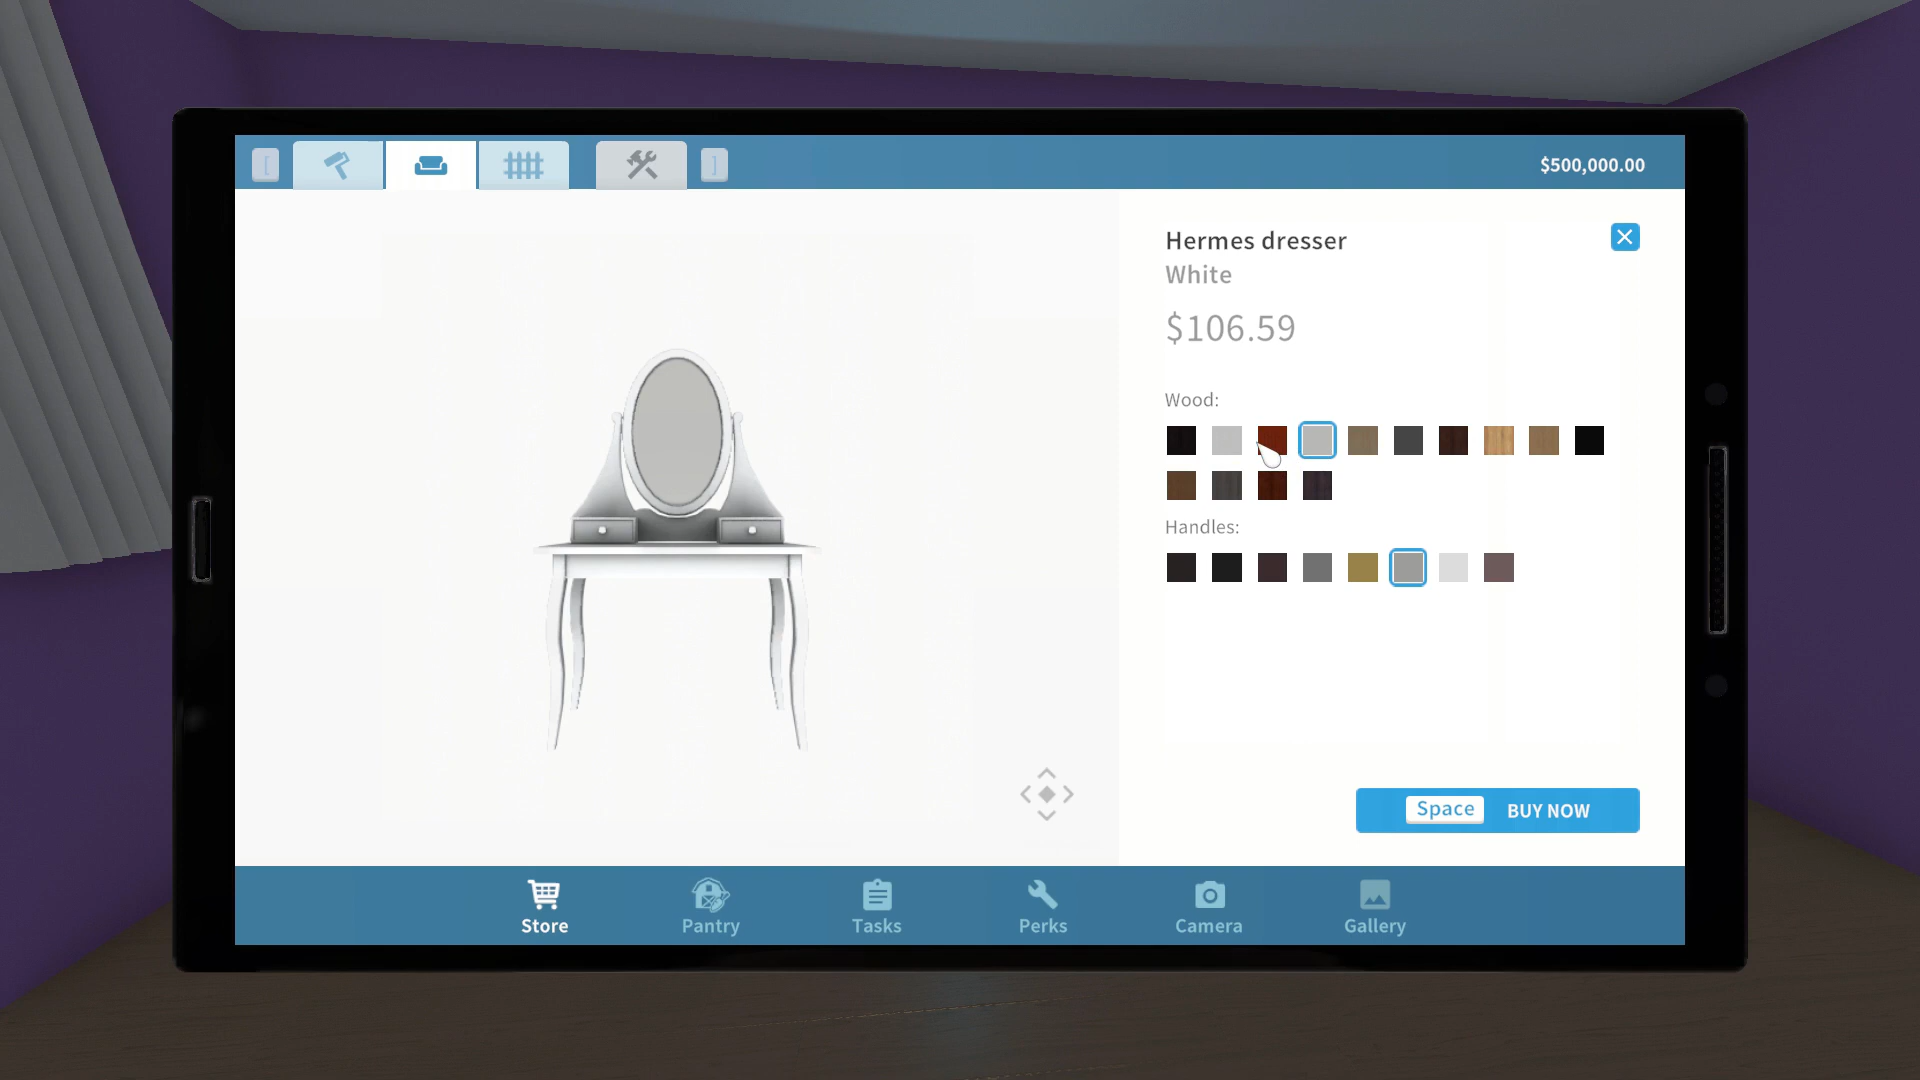 [
]
$500,000.00
Hermes dresser
White
$106.59
Wood:
Handles:
Space BUY NOW
Store
Pantry
Tasks
Perks
Camera
Gallery